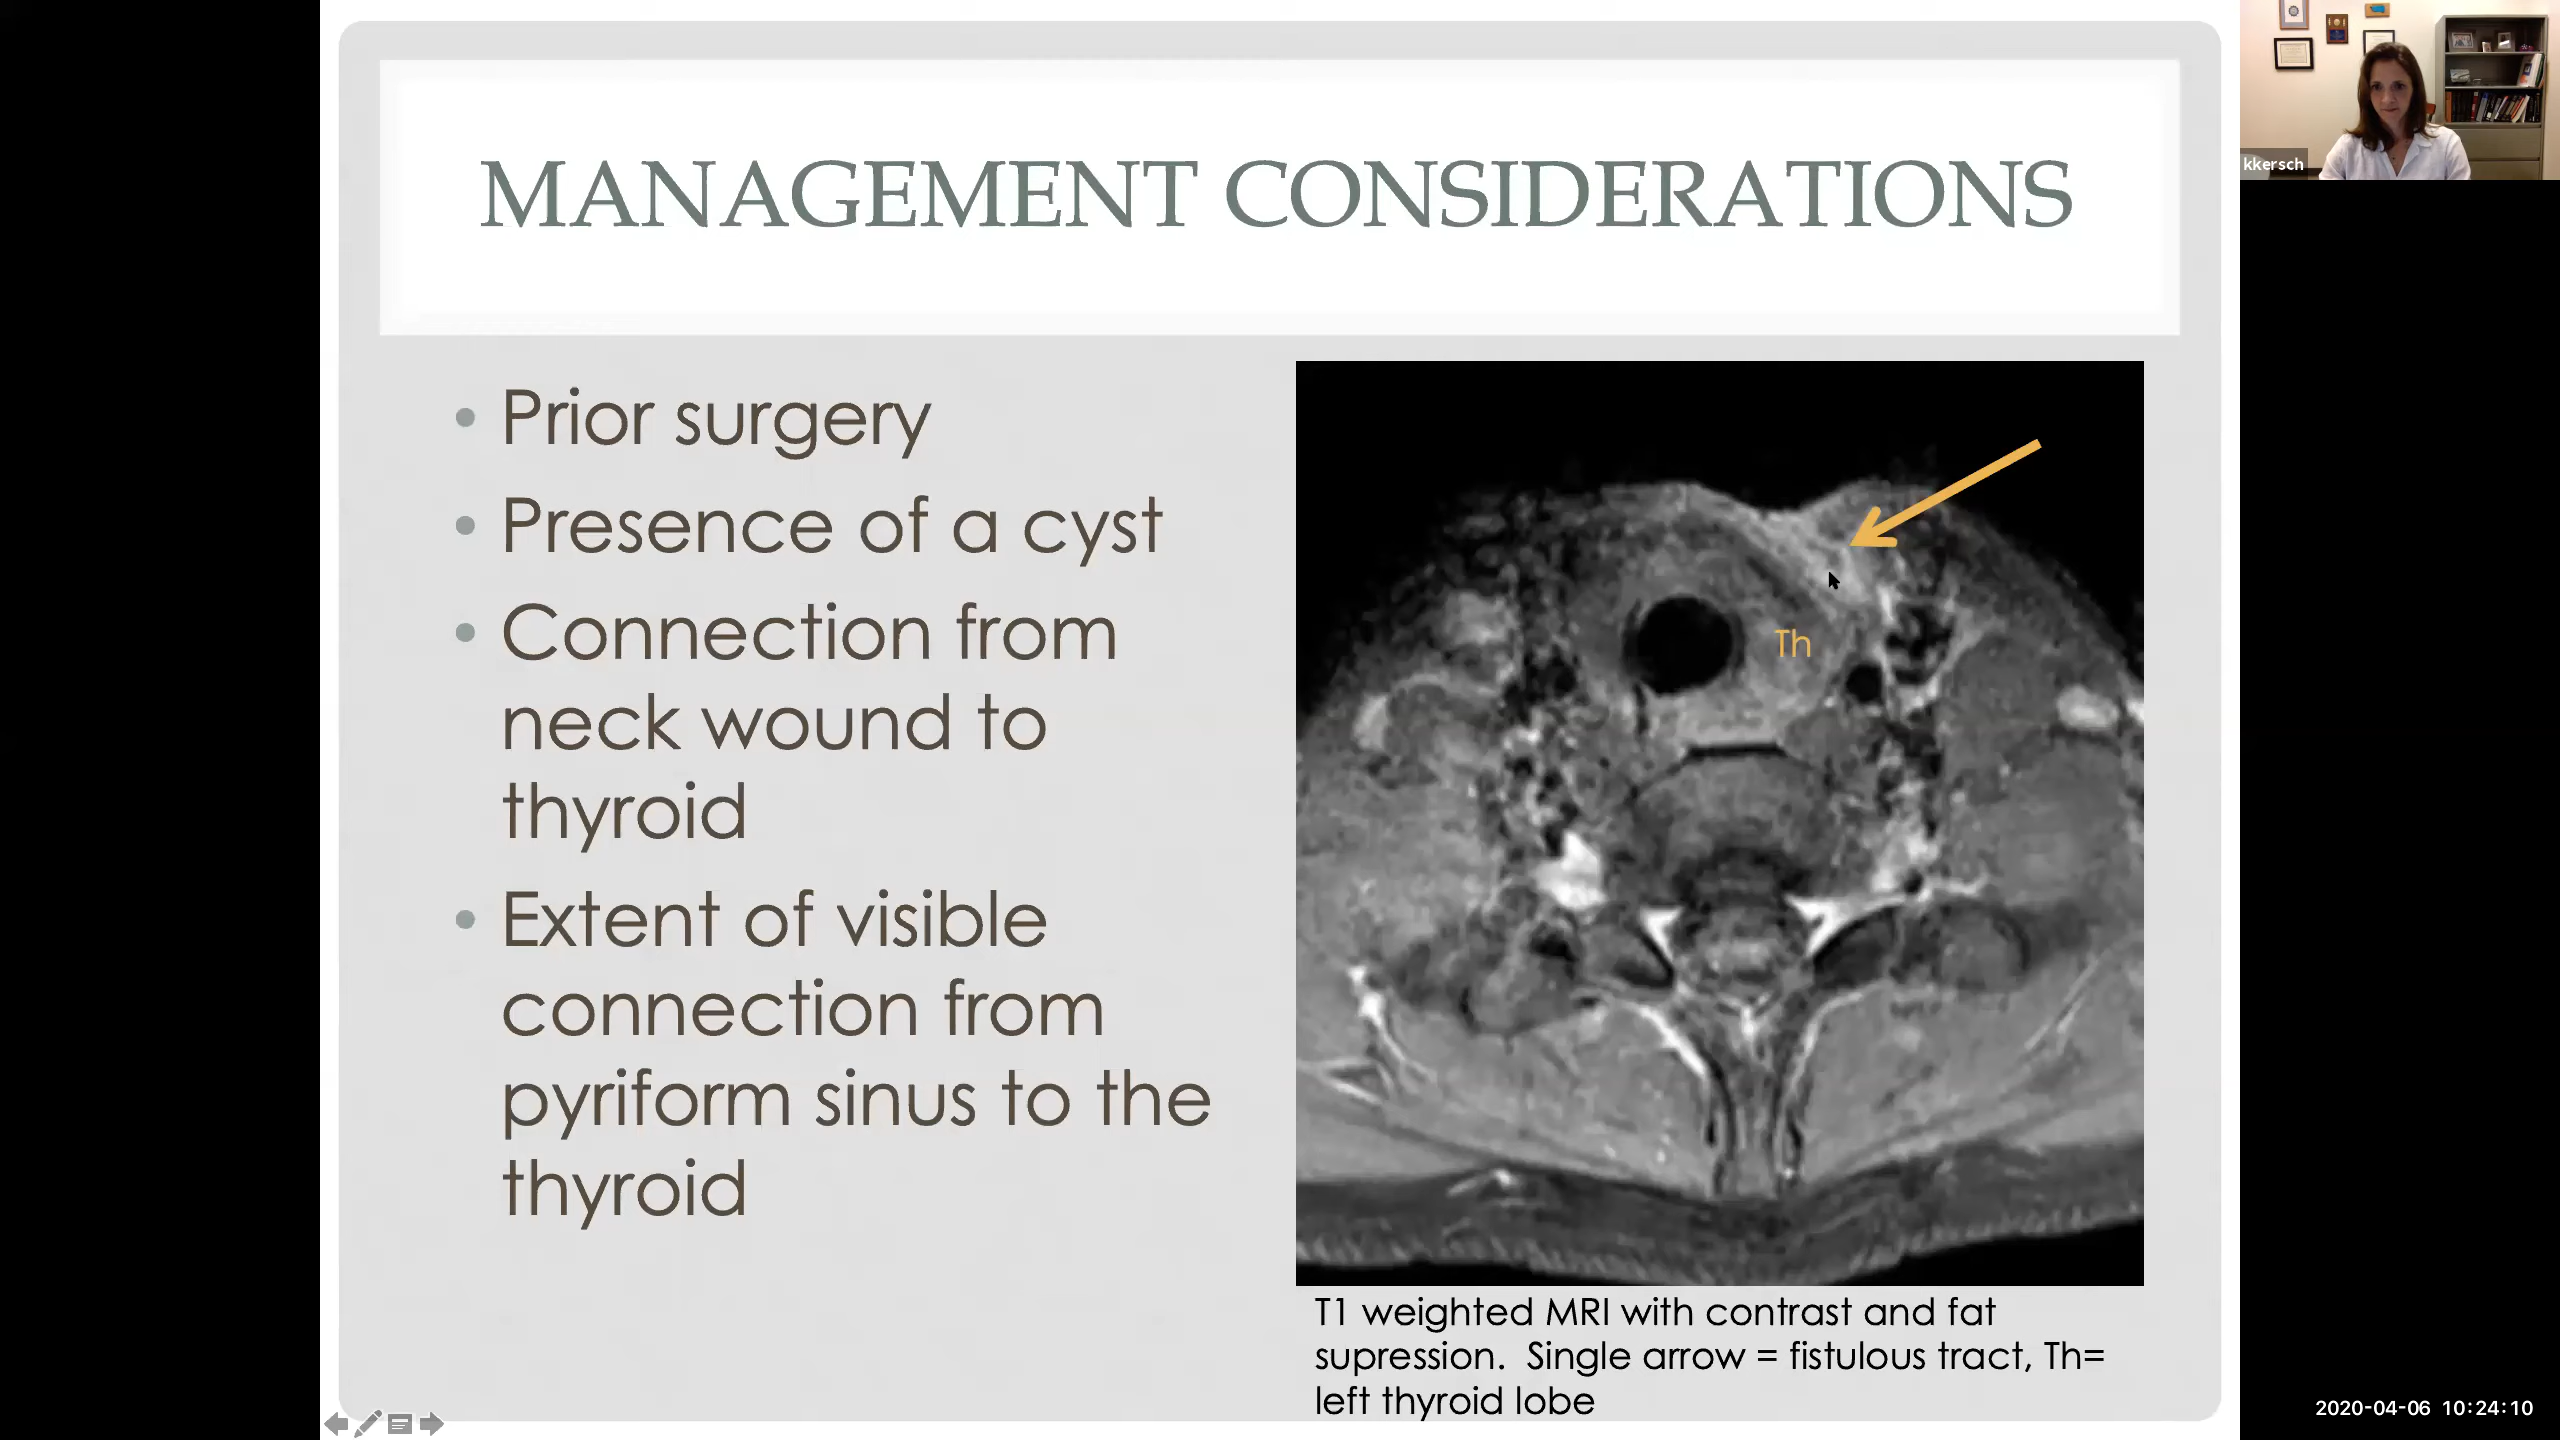 MANAGEMENT CONSIDERATIONS
• Prior surgery
• Presence of a cyst
• Connection from
neck wound to
thyroid
• Extent of visible
connection from
pyriform sinus to the
thyroid
Th
T1 weighted MRI with contrast and fat
supression. Single arrow = fistulous tract, Th=
left thyroid lobe
kkersch
2020-04-06 10:24:10